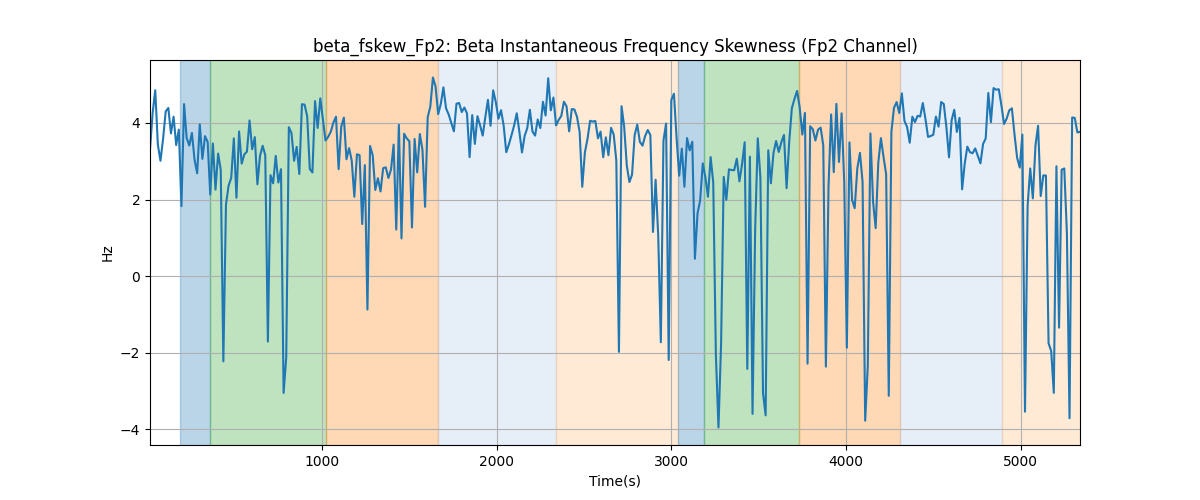 beta_fskew_Fp2: Beta Instantaneous Frequency Skewness (Fp2 Channel)
Hz
4
2
0
−2
−4
1000 2000 3000 4000 5000
Time(s)